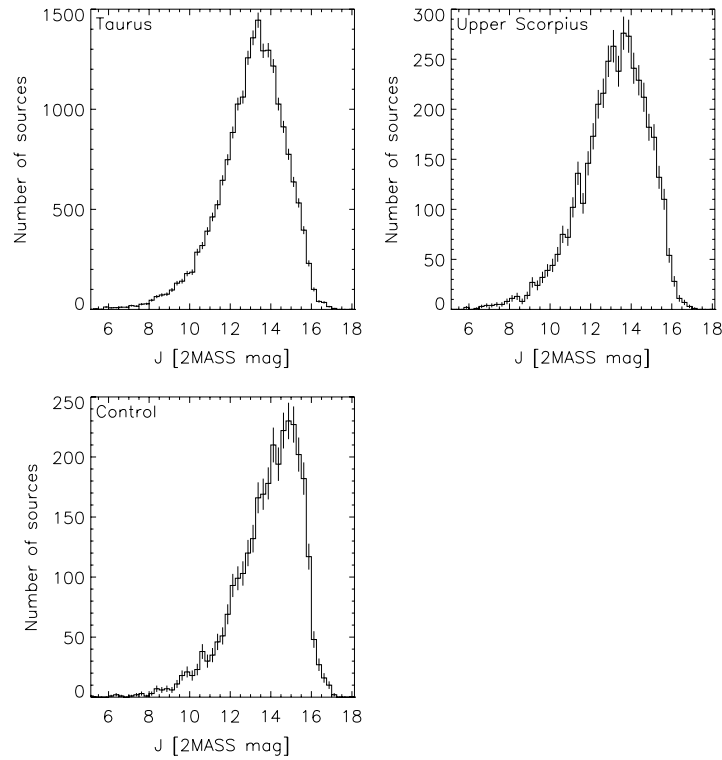 Taurus
1500
1000
500
0
Number of sources
6 8 10 12 14 16 18
J [2MASS mag]
Upper Scorpius
300
250
200
150
100
50
0
Number of sources
6 8 10 12 14 16 18
J [2MASS mag]
Control
250
200
150
100
50
0
Number of sources
6 8 10 12 14 16 18
J [2MASS mag]